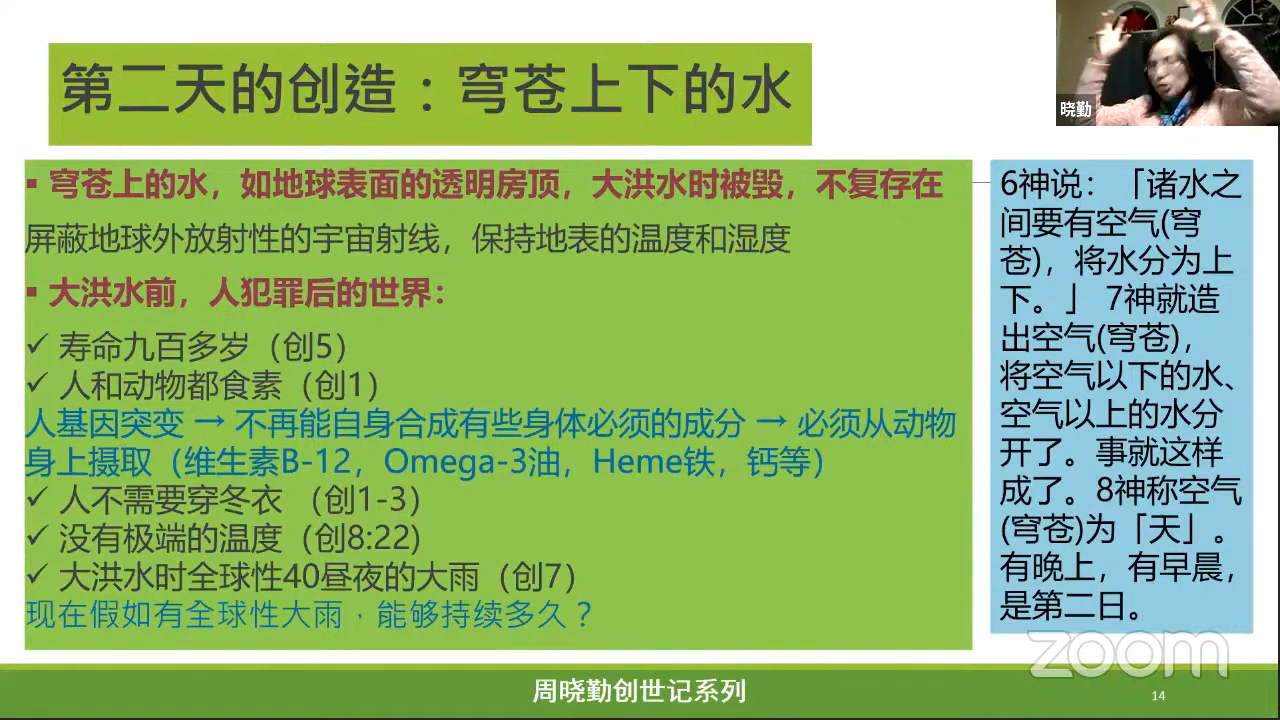 第二天的创造：穹苍上下的水
晓勤
▪ 穹苍上的水，如地球表面的透明房顶，大洪水时被毁，不复存在
屏蔽地球外放射性的宇宙射线，保持地表的温度和湿度
▪ 大洪水前，人犯罪后的世界：
✓ 寿命九百多岁（创5）
✓ 人和动物都食素（创1）
人基因突变 → 不再能自身合成有些身体必须的成分 → 必须从动物
身上摄取（维生素B-12，Omega-3油，Heme铁，钙等）
✓ 人不需要穿冬衣 （创1-3）
✓ 没有极端的温度（创8:22)
✓ 大洪水时全球性40昼夜的大雨（创7）
现在假如有全球性大雨，能够持续多久？
6神说：「诸水之
间要有空气(穹
苍)，将水分为上
下。」 7神就造
出空气(穹苍)，
将空气以下的水、
空气以上的水分
开了。事就这样
成了。8神称空气
(穹苍)为「天」。
有晚上，有早晨，
是第二日。
zoom
周晓勤创世记系列
14